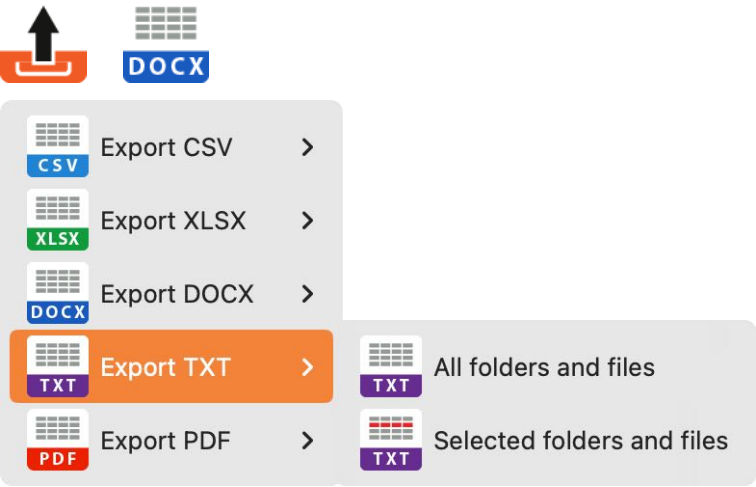 DOCX
CSV Export CSV
XLSX Export XLSX
DOCX Export DOCX
TXT Export TXT
TXT All folders and files
PDF Export PDF
TXT Selected folders and files